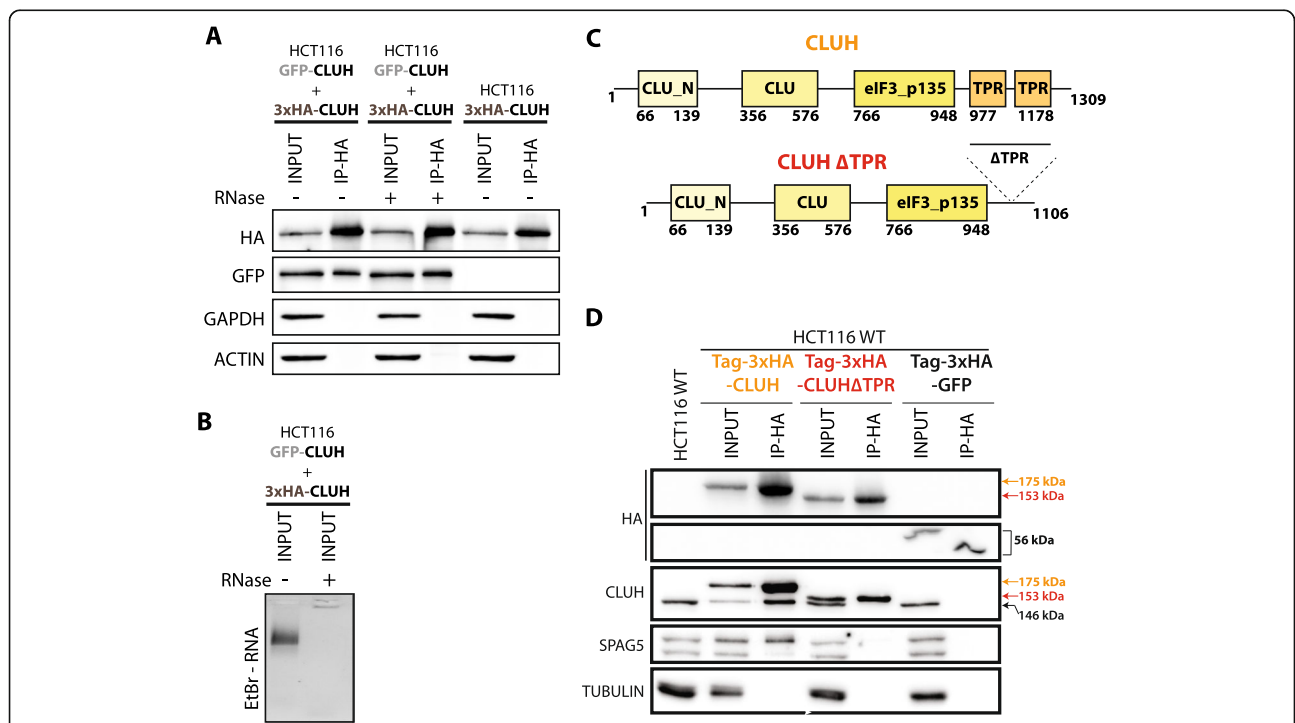 A
HCT116
GFP-CLUH
+
3xHA-CLUH
HCT116
GFP-CLUH
+
3xHA-CLUH
HCT116
INPUT
IP-HA
INPUT
IP-HA
INPUT
IP-HA
RNase - - + + - -
HA
GFP
GAPDH
ACTIN
B
HCT116
GFP-CLUH
+
3xHA-CLUH
INPUT
INPUT
RNase - +
EtBr - RNA
C
CLUH
CLU_N CLU eIF3_p135 TPR TPR
1 1309
66 139 356 576 766 948 977 1178
CLUH ΔTPR
ΔTPR
CLU_N CLU eIF3_p135
1 1106
66 139 356 576 766 948
D
HCT116 WT
HCT116 WT
Tag-3xHA
-CLUH
Tag-3xHA
-CLUHΔTPR
Tag-3xHA
-GFP
INPUT
IP-HA
INPUT
IP-HA
INPUT
IP-HA
HA
175 kDa
153 kDa
56 kDa
CLUH
175 kDa
153 kDa
146 kDa
SPAG5
TUBULIN